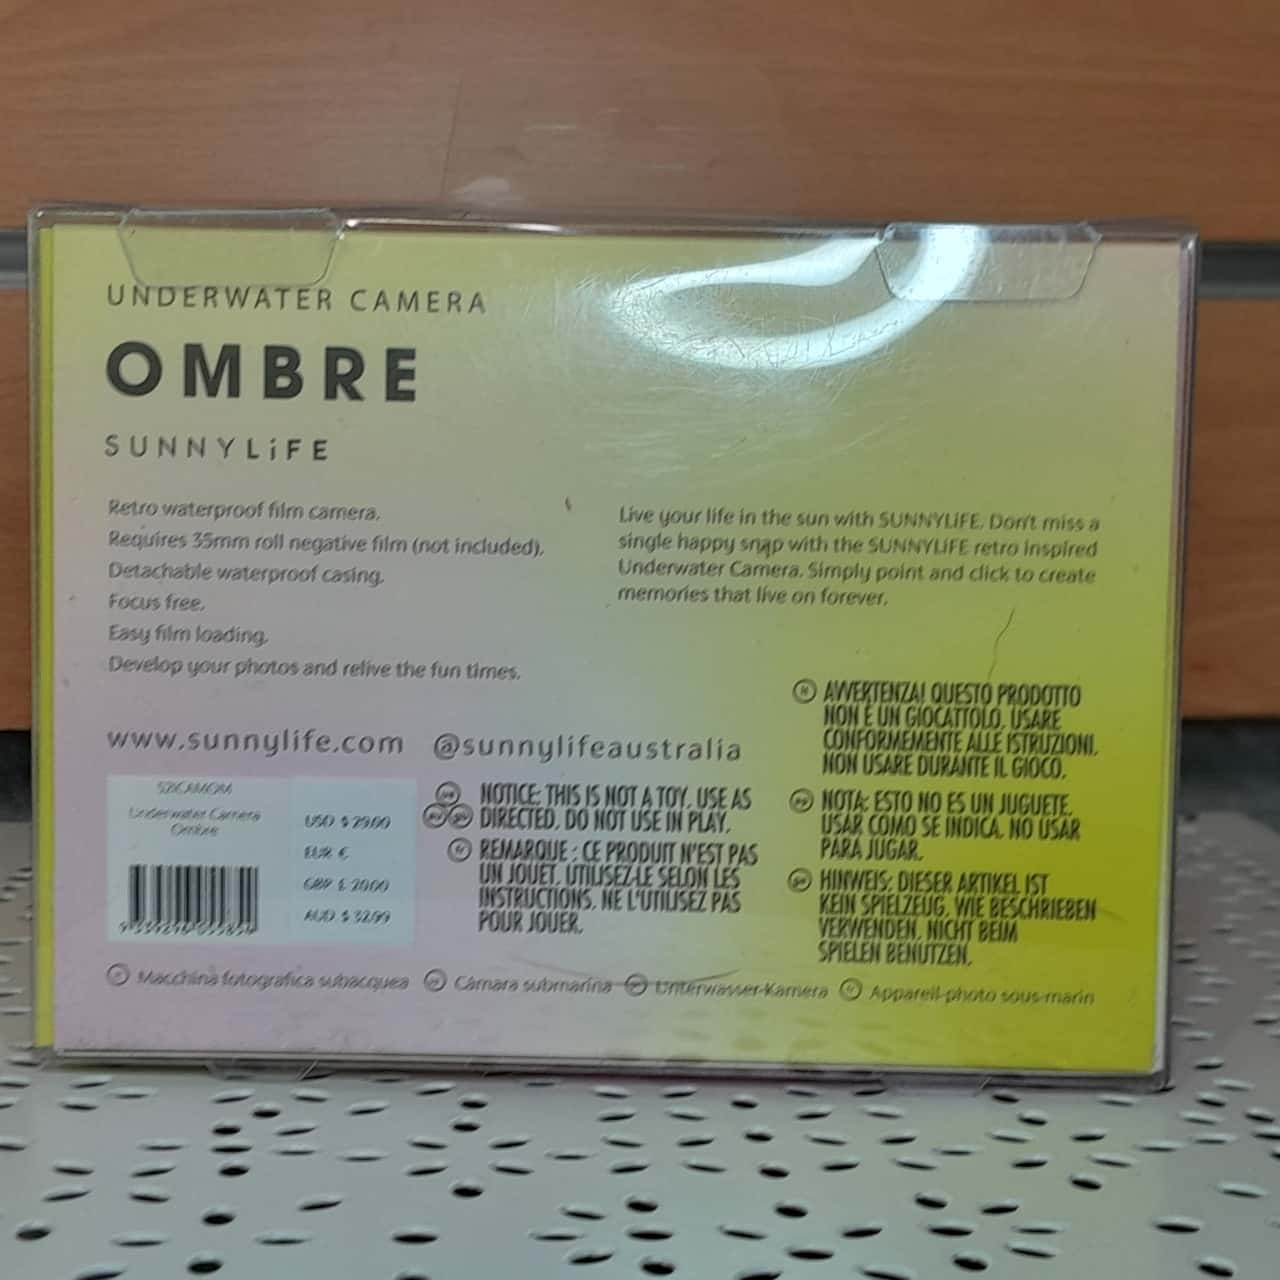 UNDERWATER CAMERA
OMBRE
SUNNYLiFE
Retro waterproof film camera.
Requires 35mm roll negative film (not included).
Detachable waterproof casing.
Focus free.
Easy film loading.
Develop your photos and relive the fun times.
Live your life in the sun with SUNNYLiFE. Don't miss a
single happy snap with the SUNNYLiFE retro inspired
Underwater Camera. Simply point and click to create
memories that live on forever.
www.sunnylife.com @sunnylifeaustralia
Underwater Camera
Ombre
USD $ 29.00
EUR €
GBP £ 20.00
AUD $ 32.99
NOTICE: THIS IS NOT A TOY. USE AS
DIRECTED. DO NOT USE IN PLAY.
REMARQUE : CE PRODUIT N'EST PAS
UN JOUET. UTILISEZ-LE SELON LES
INSTRUCTIONS. NE L'UTILISEZ PAS
POUR JOUER.
AVVERTENZA! QUESTO PRODOTTO
NON È UN GIOCATTOLO. USARE
CONFORMEMENTE ALLE ISTRUZIONI.
NON USARE DURANTE IL GIOCO.
NOTA: ESTO NO ES UN JUGUETE.
USAR COMO SE INDICA. NO USAR
PARA JUGAR.
HINWEIS: DIESER ARTIKEL IST
KEIN SPIELZEUG. WIE BESCHRIEBEN
VERWENDEN. NICHT BEIM
SPIELEN BENUTZEN.
Macchina fotografica subacquea Cámara submarina Unterwasser-Kamera Appareil-photo sous-marin